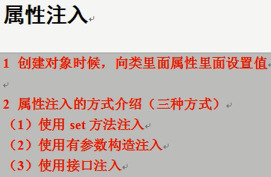 属性注入
1 创建对象时候，向类里面属性里面设置值
2 属性注入的方式介绍（三种方式）
（1）使用 set 方法注入
（2）使用有参数构造注入
（3）使用接口注入